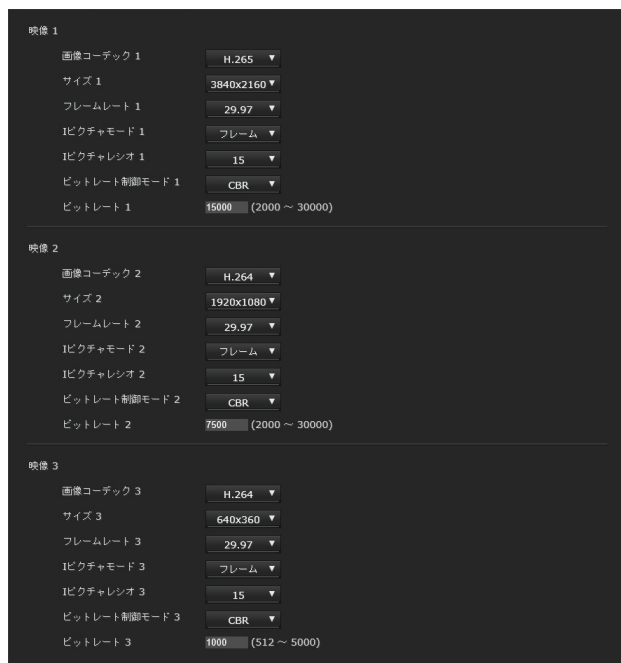 映像 1
画像コーデック 1 H.265 ▼
サイズ 1 3840x2160 ▼
フレームレート 1 29.97 ▼
Iピクチャモード 1 フレーム ▼
Iピクチャレシオ 1 15 ▼
ビットレート制御モード 1 CBR ▼
ビットレート 1 15000 (2000 ～ 30000)
映像 2
画像コーデック 2 H.264 ▼
サイズ 2 1920x1080 ▼
フレームレート 2 29.97 ▼
Iピクチャモード 2 フレーム ▼
Iピクチャレシオ 2 15 ▼
ビットレート制御モード 2 CBR ▼
ビットレート 2 7500 (2000 ～ 30000)
映像 3
画像コーデック 3 H.264 ▼
サイズ 3 640x360 ▼
フレームレート 3 29.97 ▼
Iピクチャモード 3 フレーム ▼
Iピクチャレシオ 3 15 ▼
ビットレート制御モード 3 CBR ▼
ビットレート 3 1000 (512 ～ 5000)